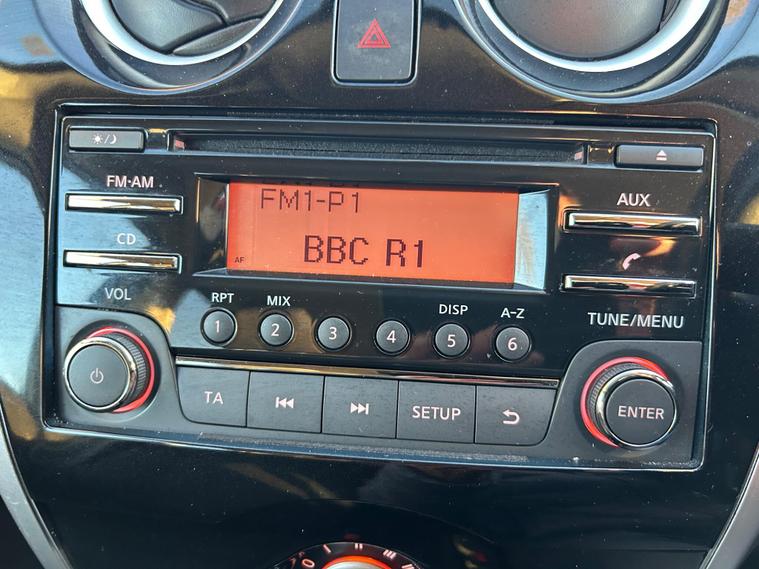 FM·AM
CD
VOL
FM1-P1
BBC R1
AF
AUX
TUNE/MENU
RPT MIX DISP A-Z
1 2 3 4 5 6
TA SETUP ENTER